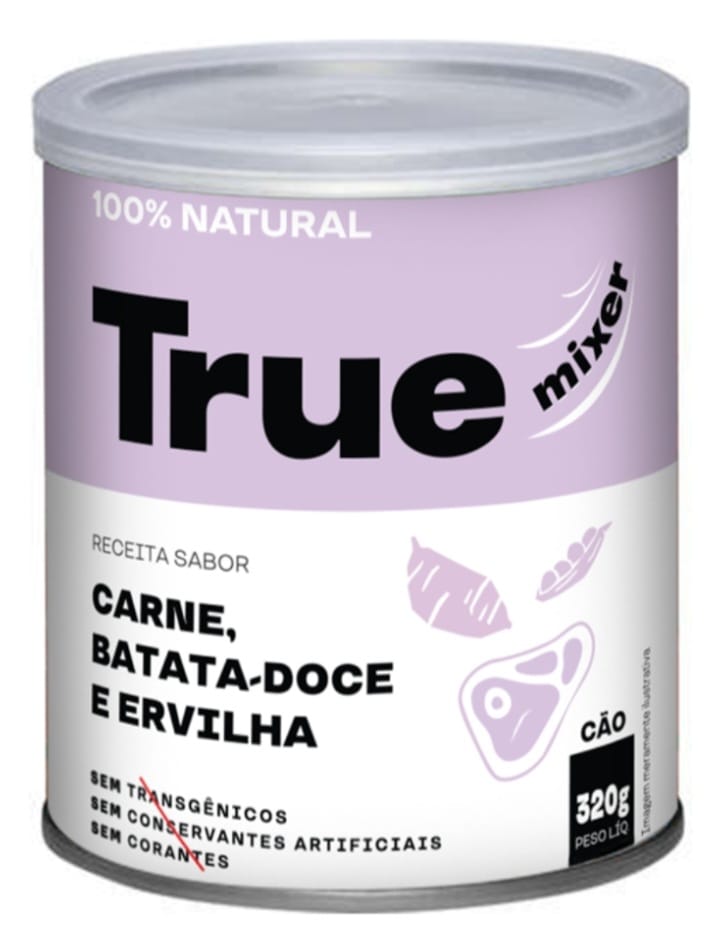 100% NATURAL
True
mixer
RECEITA SABOR
CARNE,
BATATA-DOCE
E ERVILHA
SEM TRANSGÊNICOS
SEM CONSERVANTES ARTIFICIAIS
SEM CORANTES
CÃO
320g
PESO LÍQ
Imagem meramente ilustrativa